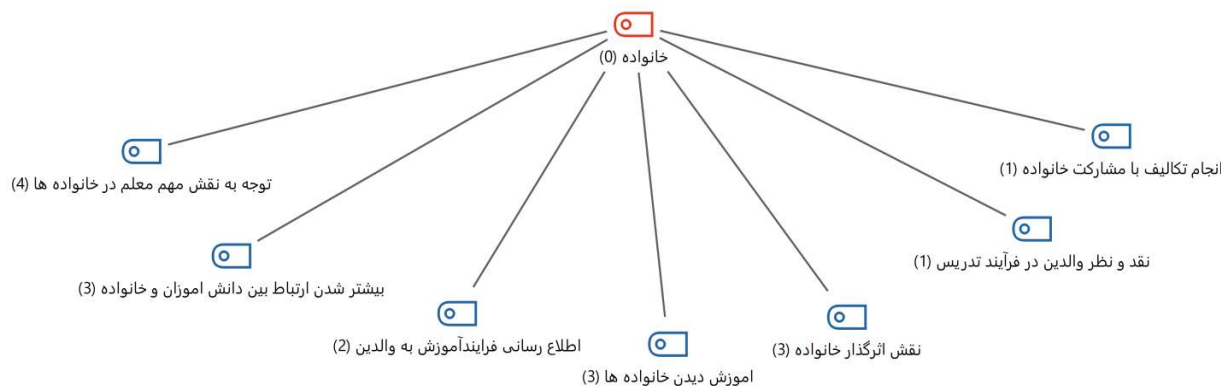 خانواده (0)
انجام تکالیف با مشارکت خانواده (1)
توجه به نقش مهم معلم در خانواده ها (4)
نقد و نظر والدین در فرآیند تدریس (1)
بیشتر شدن ارتباط بین دانش اموزان و خانواده (3)
اطلاع رسانی فرایندآموزش به والدین (2)
نقش اثرگذار خانواده (3)
اموزش دیدن خانواده ها (3)